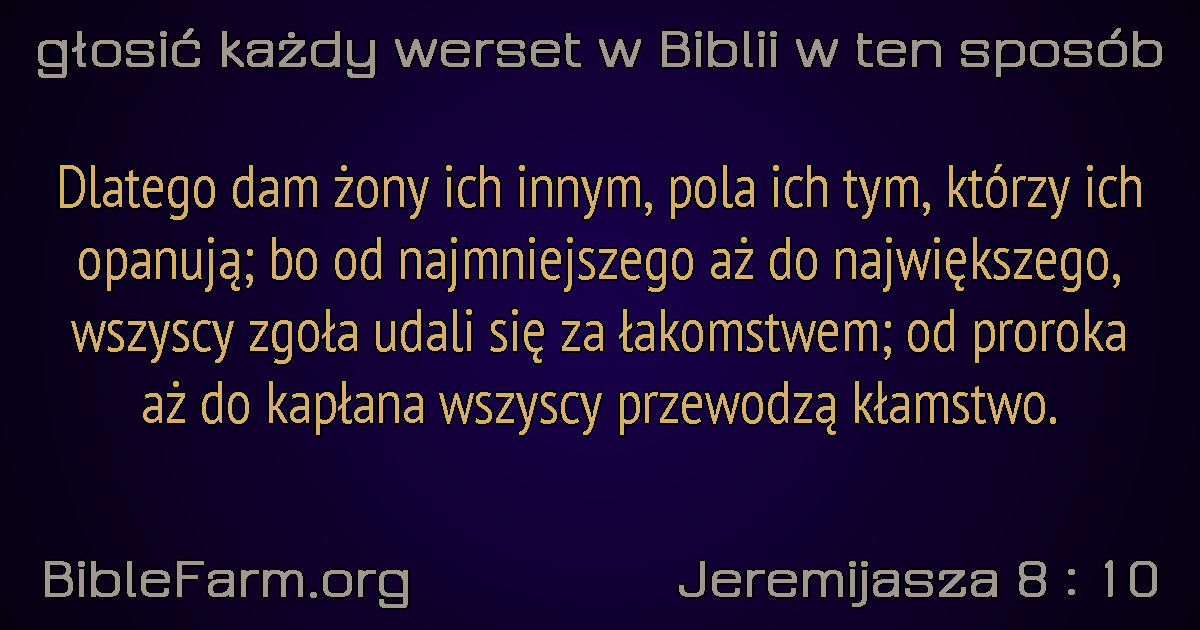 głosić każdy werset w Biblii w ten sposób
Dlatego dam żony ich innym, pola ich tym, którzy ich
opanują; bo od najmniejszego aż do największego,
wszyscy zgoła udali się za łakomstwem; od proroka
aż do kapłana wszyscy przewodzą kłamstwo.
BibleFarm.org
Jeremijasza 8 : 10